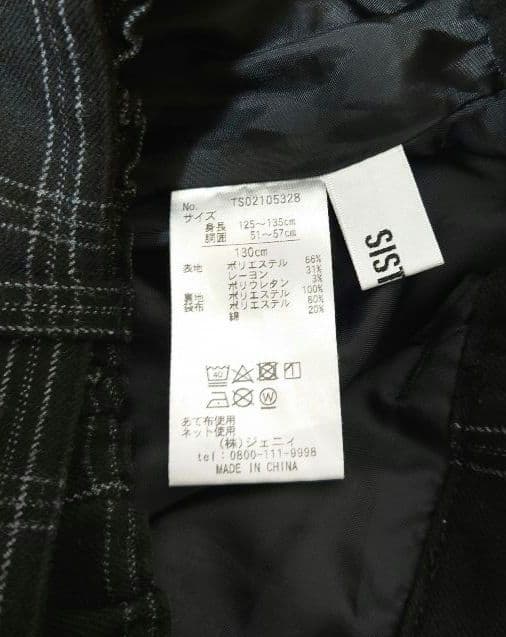 No. TS02105328
サイズ
身長 125～135cm
胴囲 51～57cm
130cm
表地 ポリエステル 66%
レーヨン 31%
ポリウレタン 3%
裏地 ポリエステル 100%
袋布 ポリエステル 80%
綿 20%
40
あて布使用
ネット使用
(株)ジェニィ
tel:0800-111-9998
MADE IN CHINA
SIST